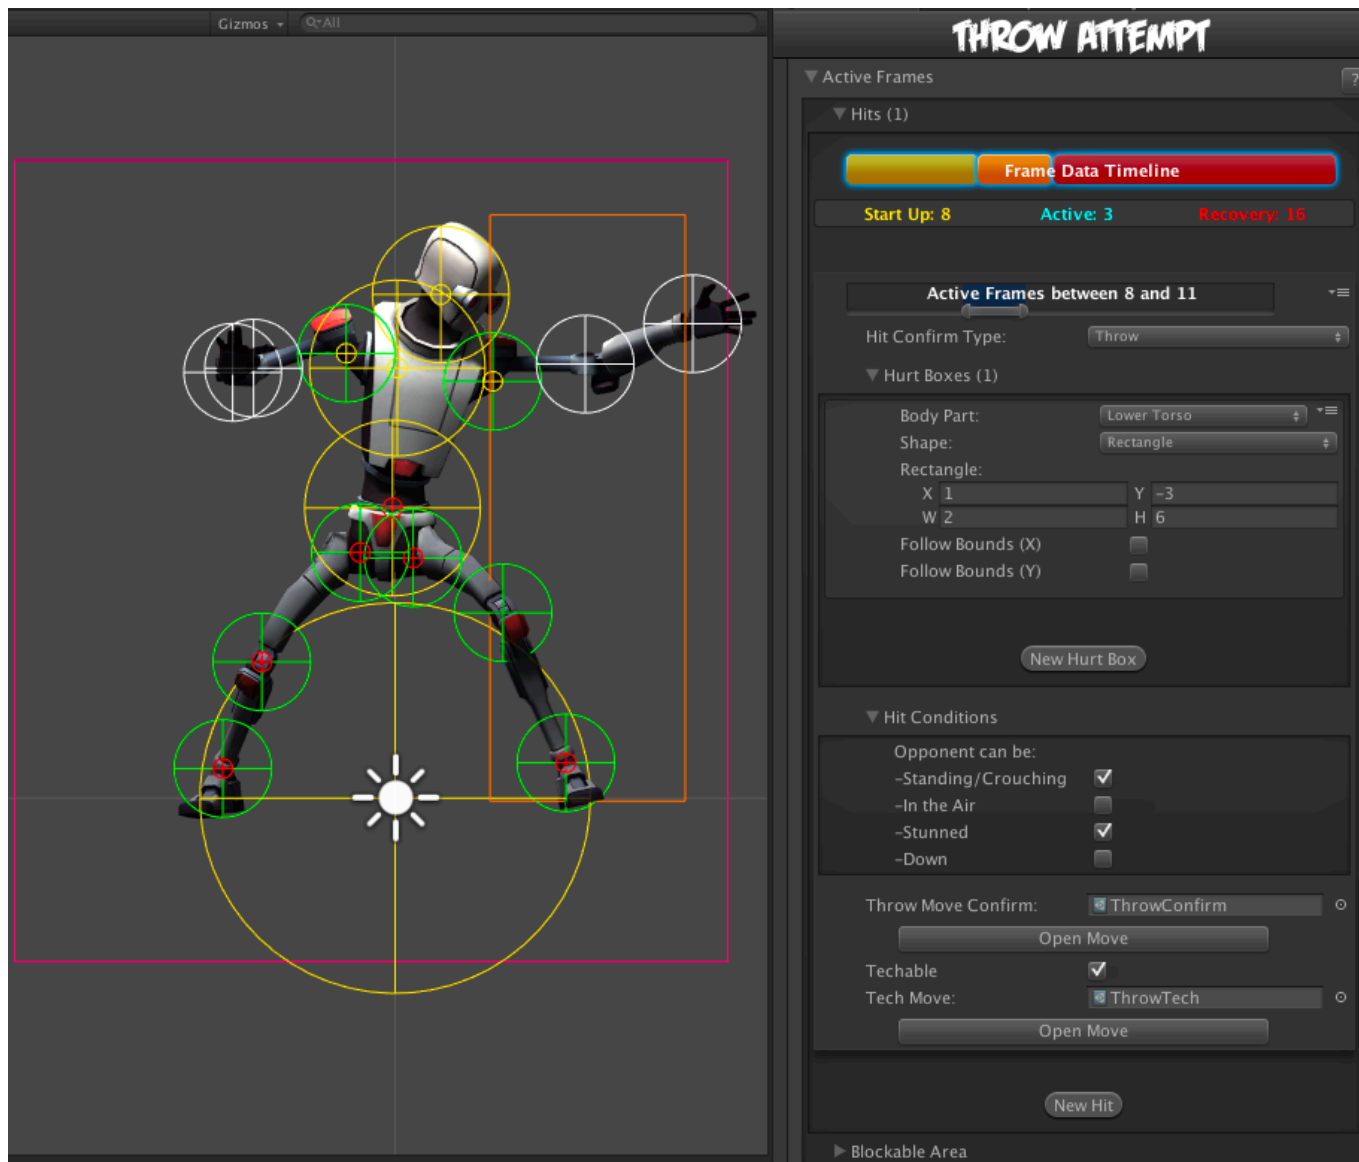 Gizmos
All
THROW ATTEMPT
Active Frames
?
Hits (1)
Frame Data Timeline
Start Up: 8 Active: 3 Recovery: 16
Active Frames between 8 and 11
Hit Confirm Type: Throw
Hurt Boxes (1)
Body Part: Lower Torso
Shape: Rectangle
Rectangle:
X 1 Y -3
W 2 H 6
Follow Bounds (X)
Follow Bounds (Y)
New Hurt Box
Hit Conditions
Opponent can be:
-Standing/Crouching
-In the Air
-Stunned
-Down
Throw Move Confirm: ThrowConfirm
Open Move
Techable
Tech Move: ThrowTech
Open Move
New Hit
Blockable Area